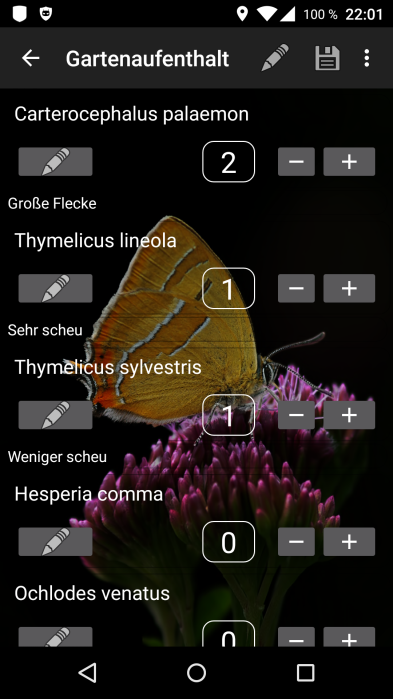 100 % 22:01
Gartenaufenthalt
Carterocephalus palaemon
2 − +
Große Flecke
Thymelicus lineola
1 − +
Sehr scheu
Thymelicus sylvestris
1 − +
Weniger scheu
Hesperia comma
0 − +
Ochlodes venatus
0 − +